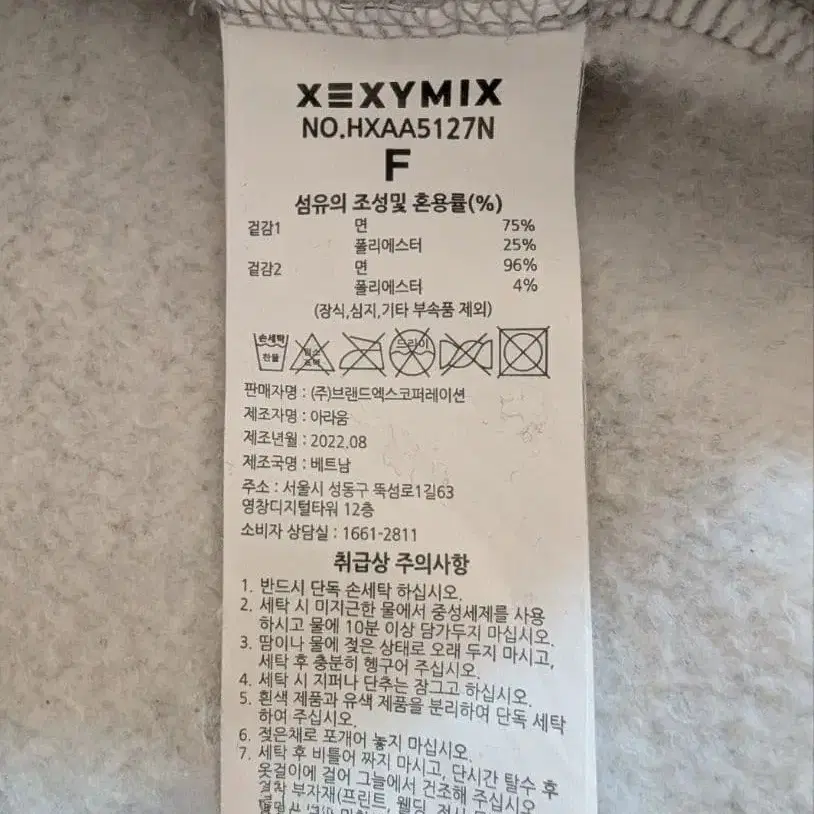 XEXYMIX
NO.HXAA5127N
F
섬유의 조성및 혼용률(%)
겉감1 면 75%
폴리에스터 25%
겉감2 면 96%
폴리에스터 4%
(장식,심지,기타 부속품 제외)
손세탁 드라이
찬물
판매자명 : (주)브랜드엑스코퍼레이션
제조자명 : 아라움
제조년월 : 2022.08
제조국명 : 베트남
주소 : 서울시 성동구 뚝섬로1길63
영창디지털타워 12층
소비자 상담실 : 1661-2811
취급상 주의사항
1. 반드시 단독 손세탁 하십시오.
2. 세탁 시 미지근한 물에서 중성세제를 사용
하시고 물에 10분 이상 담가두지 마십시오.
3. 땀이나 물에 젖은 상태로 오래 두지 마시고,
세탁 후 충분히 헹구어 주십시오.
4. 세탁 시 지퍼나 단추는 잠그고 하십시오.
5. 흰색 제품과 유색 제품을 분리하여 단독 세탁
하여 주십시오.
6. 젖은채로 포개어 놓지 마십시오.
7. 세탁 후 비틀어 짜지 마시고, 단시간 탈수 후
옷걸이에 걸어 그늘에서 건조해 주십시오.
부자재(프린트, 웰딩, 전사